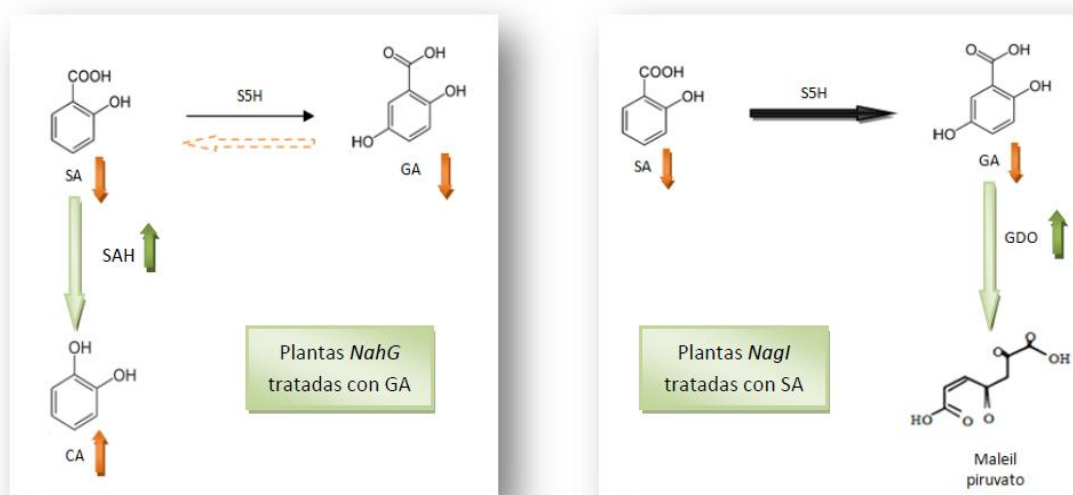 COOH
OH
SA
S5H
O
OH
OH
HO
GA
SAH
OH
OH
CA
Plantas NahG
tratadas con GA
COOH
OH
SA
S5H
O
OH
OH
HO
GA
GDO
O
O
OH
HO
O
O
Maleil
piruvato
Plantas NagI
tratadas con SA